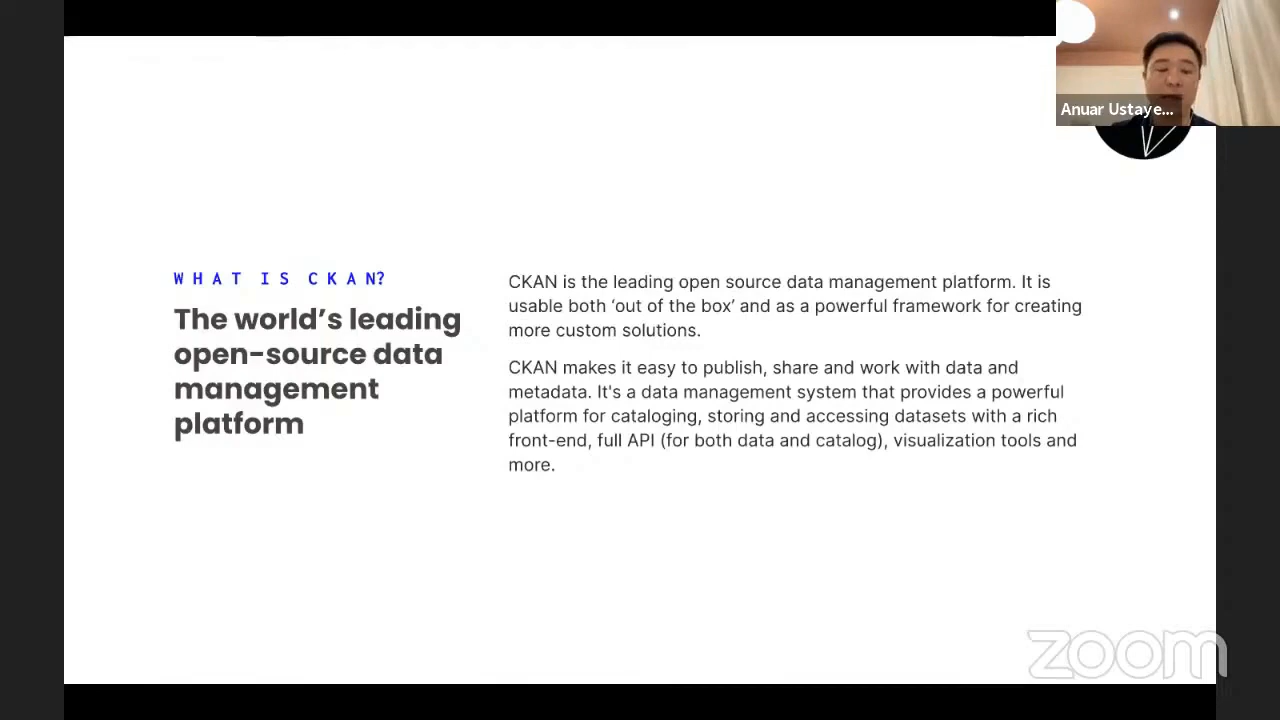 Anuar Ustaye...
WHAT IS CKAN?
The world’s leading
open-source data
management
platform
CKAN is the leading open source data management platform. It is
usable both ‘out of the box’ and as a powerful framework for creating
more custom solutions.
CKAN makes it easy to publish, share and work with data and
metadata. It's a data management system that provides a powerful
platform for cataloging, storing and accessing datasets with a rich
front-end, full API (for both data and catalog), visualization tools and
more.
zoom